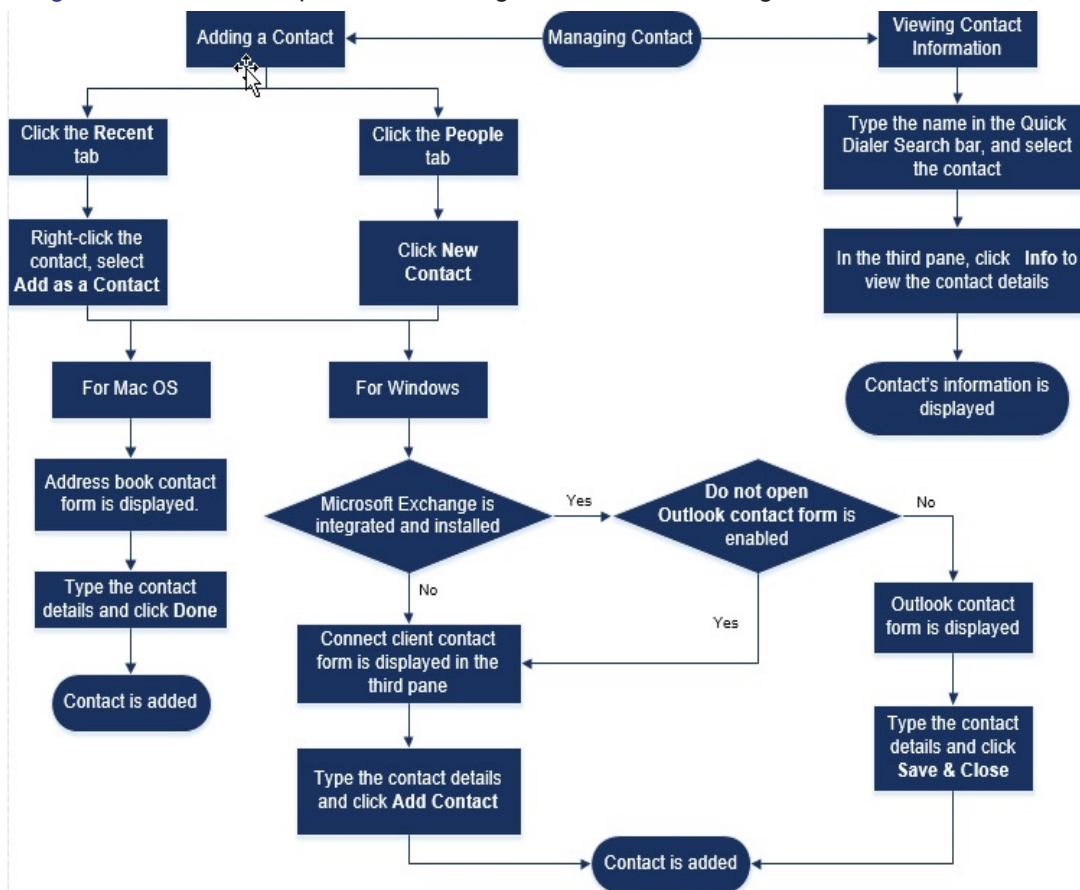 Adding a Contact
Managing Contact
Viewing Contact
Information
Click the Recent
tab
Click the People
tab
Type the name in the Quick
Dialer Search bar, and select
the contact
Right-click the
contact, select
Add as a Contact
Click New
Contact
In the third pane, click Info to
view the contact details
For Mac OS
For Windows
Contact's information is
displayed
Address book contact
form is displayed.
Microsoft Exchange is
integrated and installed
Yes
Do not open
Outlook contact form is
enabled
No
Type the contact
details and click Done
No
Yes
Outlook contact
form is displayed
Connect client contact
form is displayed in the
third pane
Contact is added
Type the contact
details and click
Save & Close
Type the contact details
and click Add Contact
Contact is added